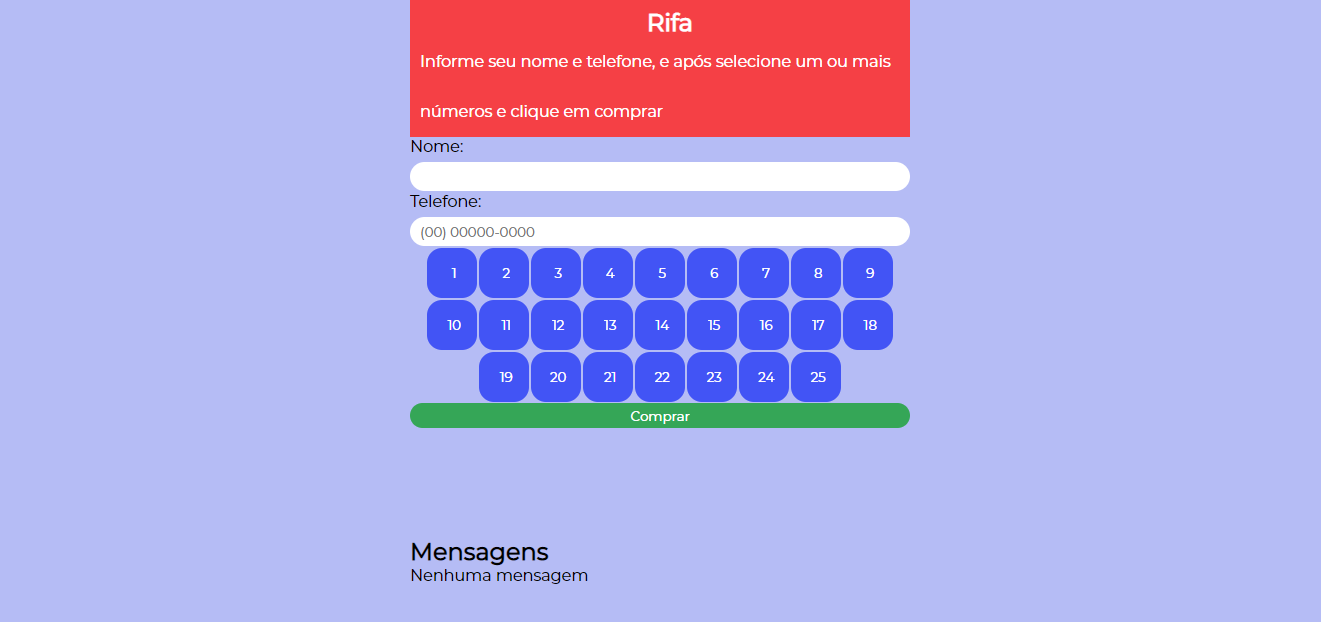 Rifa
Informe seu nome e telefone, e após selecione um ou mais
números e clique em comprar
Nome:
Telefone:
(00) 00000-0000
1 2 3 4 5 6 7 8 9
10 11 12 13 14 15 16 17 18
19 20 21 22 23 24 25
Comprar
Mensagens
Nenhuma mensagem